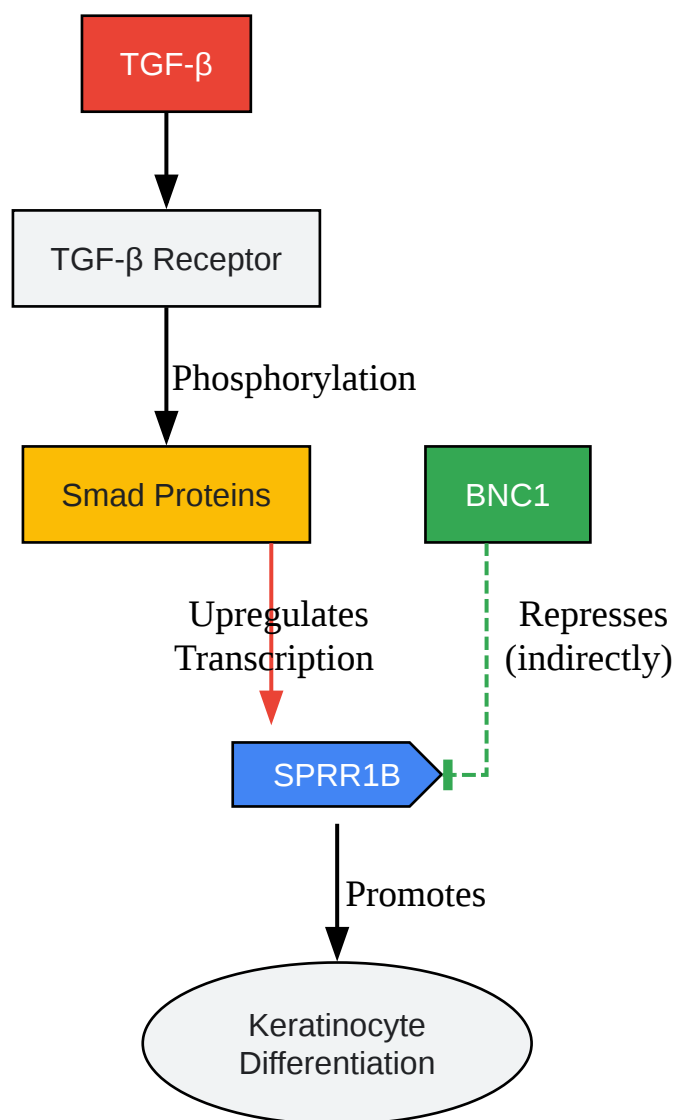 TGF-β
TGF-β Receptor
Phosphorylation
Smad Proteins
BNC1
Upregulates
Transcription
Represses
(indirectly)
SPRR1B
Promotes
Keratinocyte
Differentiation